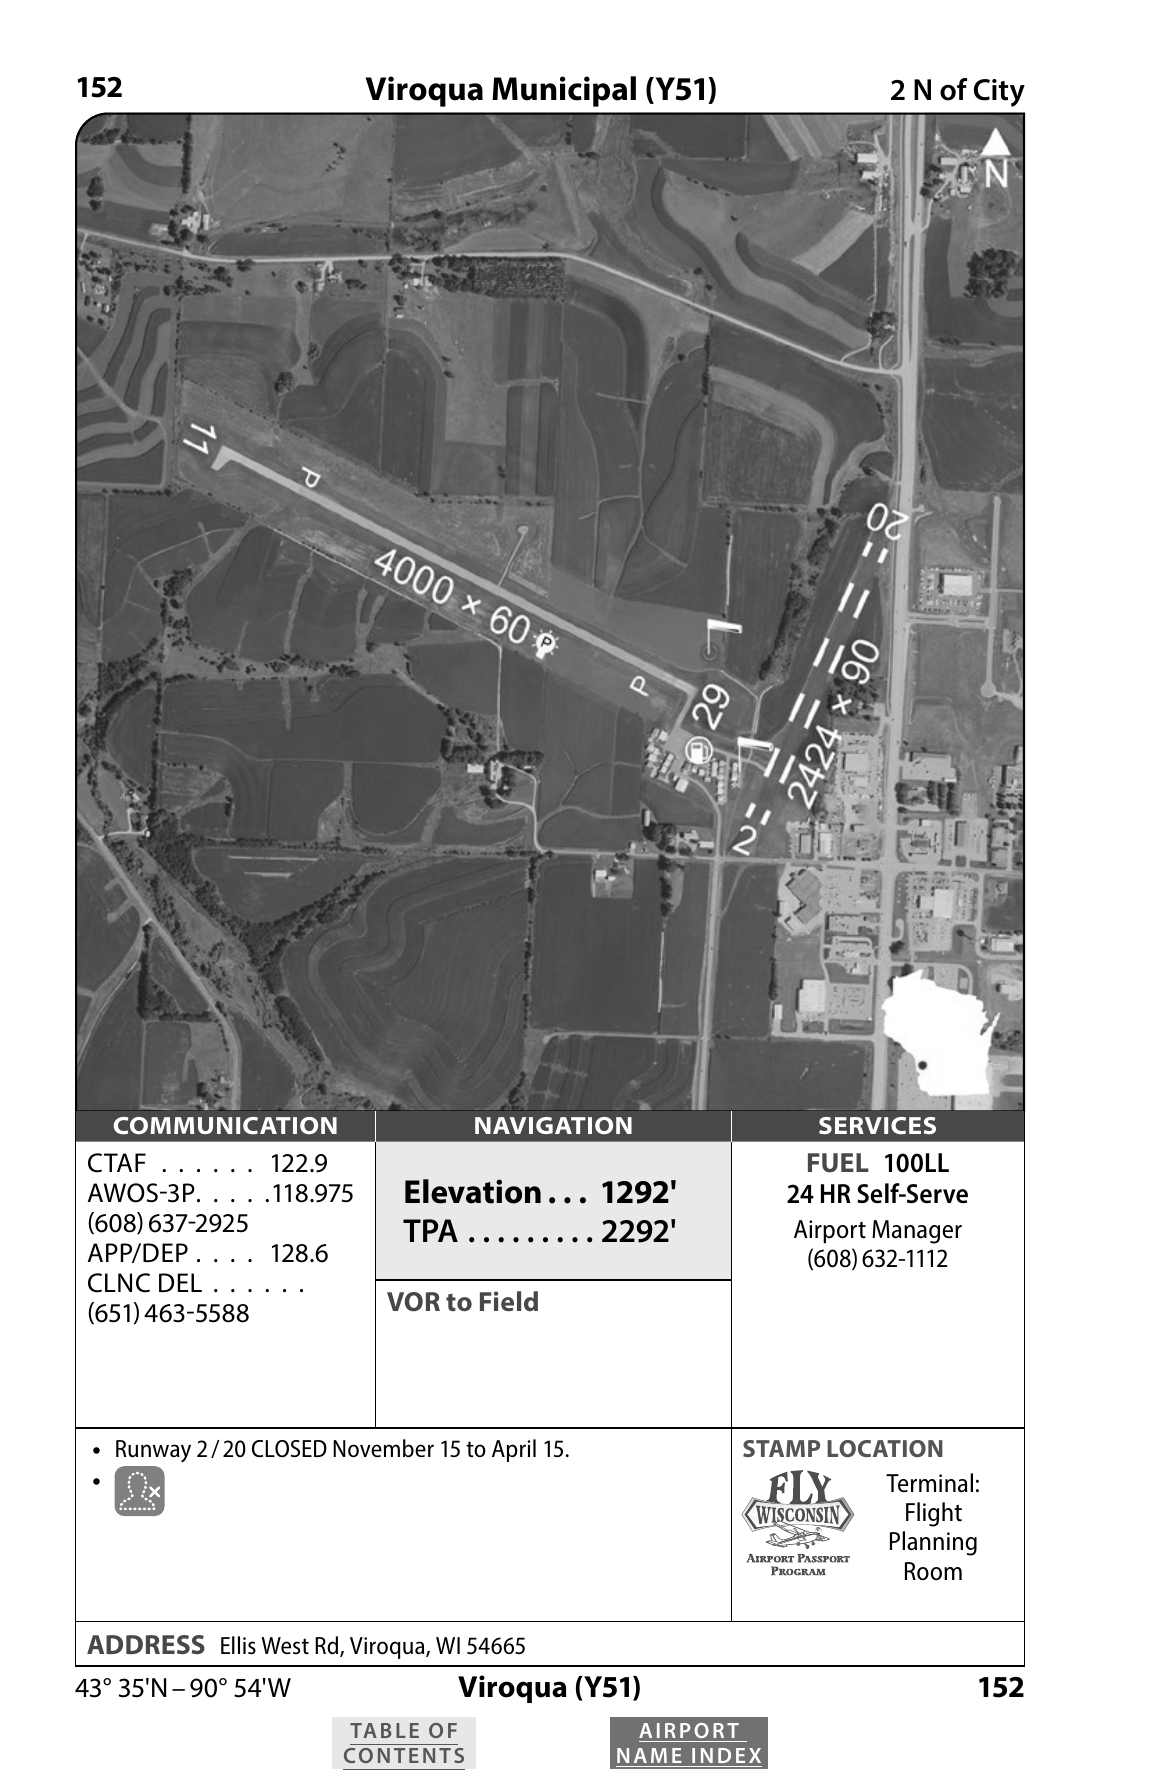 152
Viroqua Municipal (Y51)
2 N of City
N
11
P
4000 × 60
P
P
29
20
2424 × 90
2
COMMUNICATION
CTAF . . . . . . 122.9
AWOS-3P. . . . .118.975
(608) 637-2925
APP/DEP . . . . 128.6
CLNC DEL . . . . . .
(651) 463-5588
NAVIGATION
Elevation . . . 1292'
TPA . . . . . . . . . 2292'
VOR to Field
SERVICES
FUEL 100LL
24 HR Self-Serve
Airport Manager
(608) 632-1112
• Runway 2 / 20 CLOSED November 15 to April 15.
•
STAMP LOCATION
FLY
WISCONSIN
AIRPORT PASSPORT
PROGRAM
Terminal:
Flight
Planning
Room
ADDRESS Ellis West Rd, Viroqua, WI 54665
43° 35'N – 90° 54'W
Viroqua (Y51)
152
TABLE OF
CONTENTS
AIRPORT
NAME INDEX